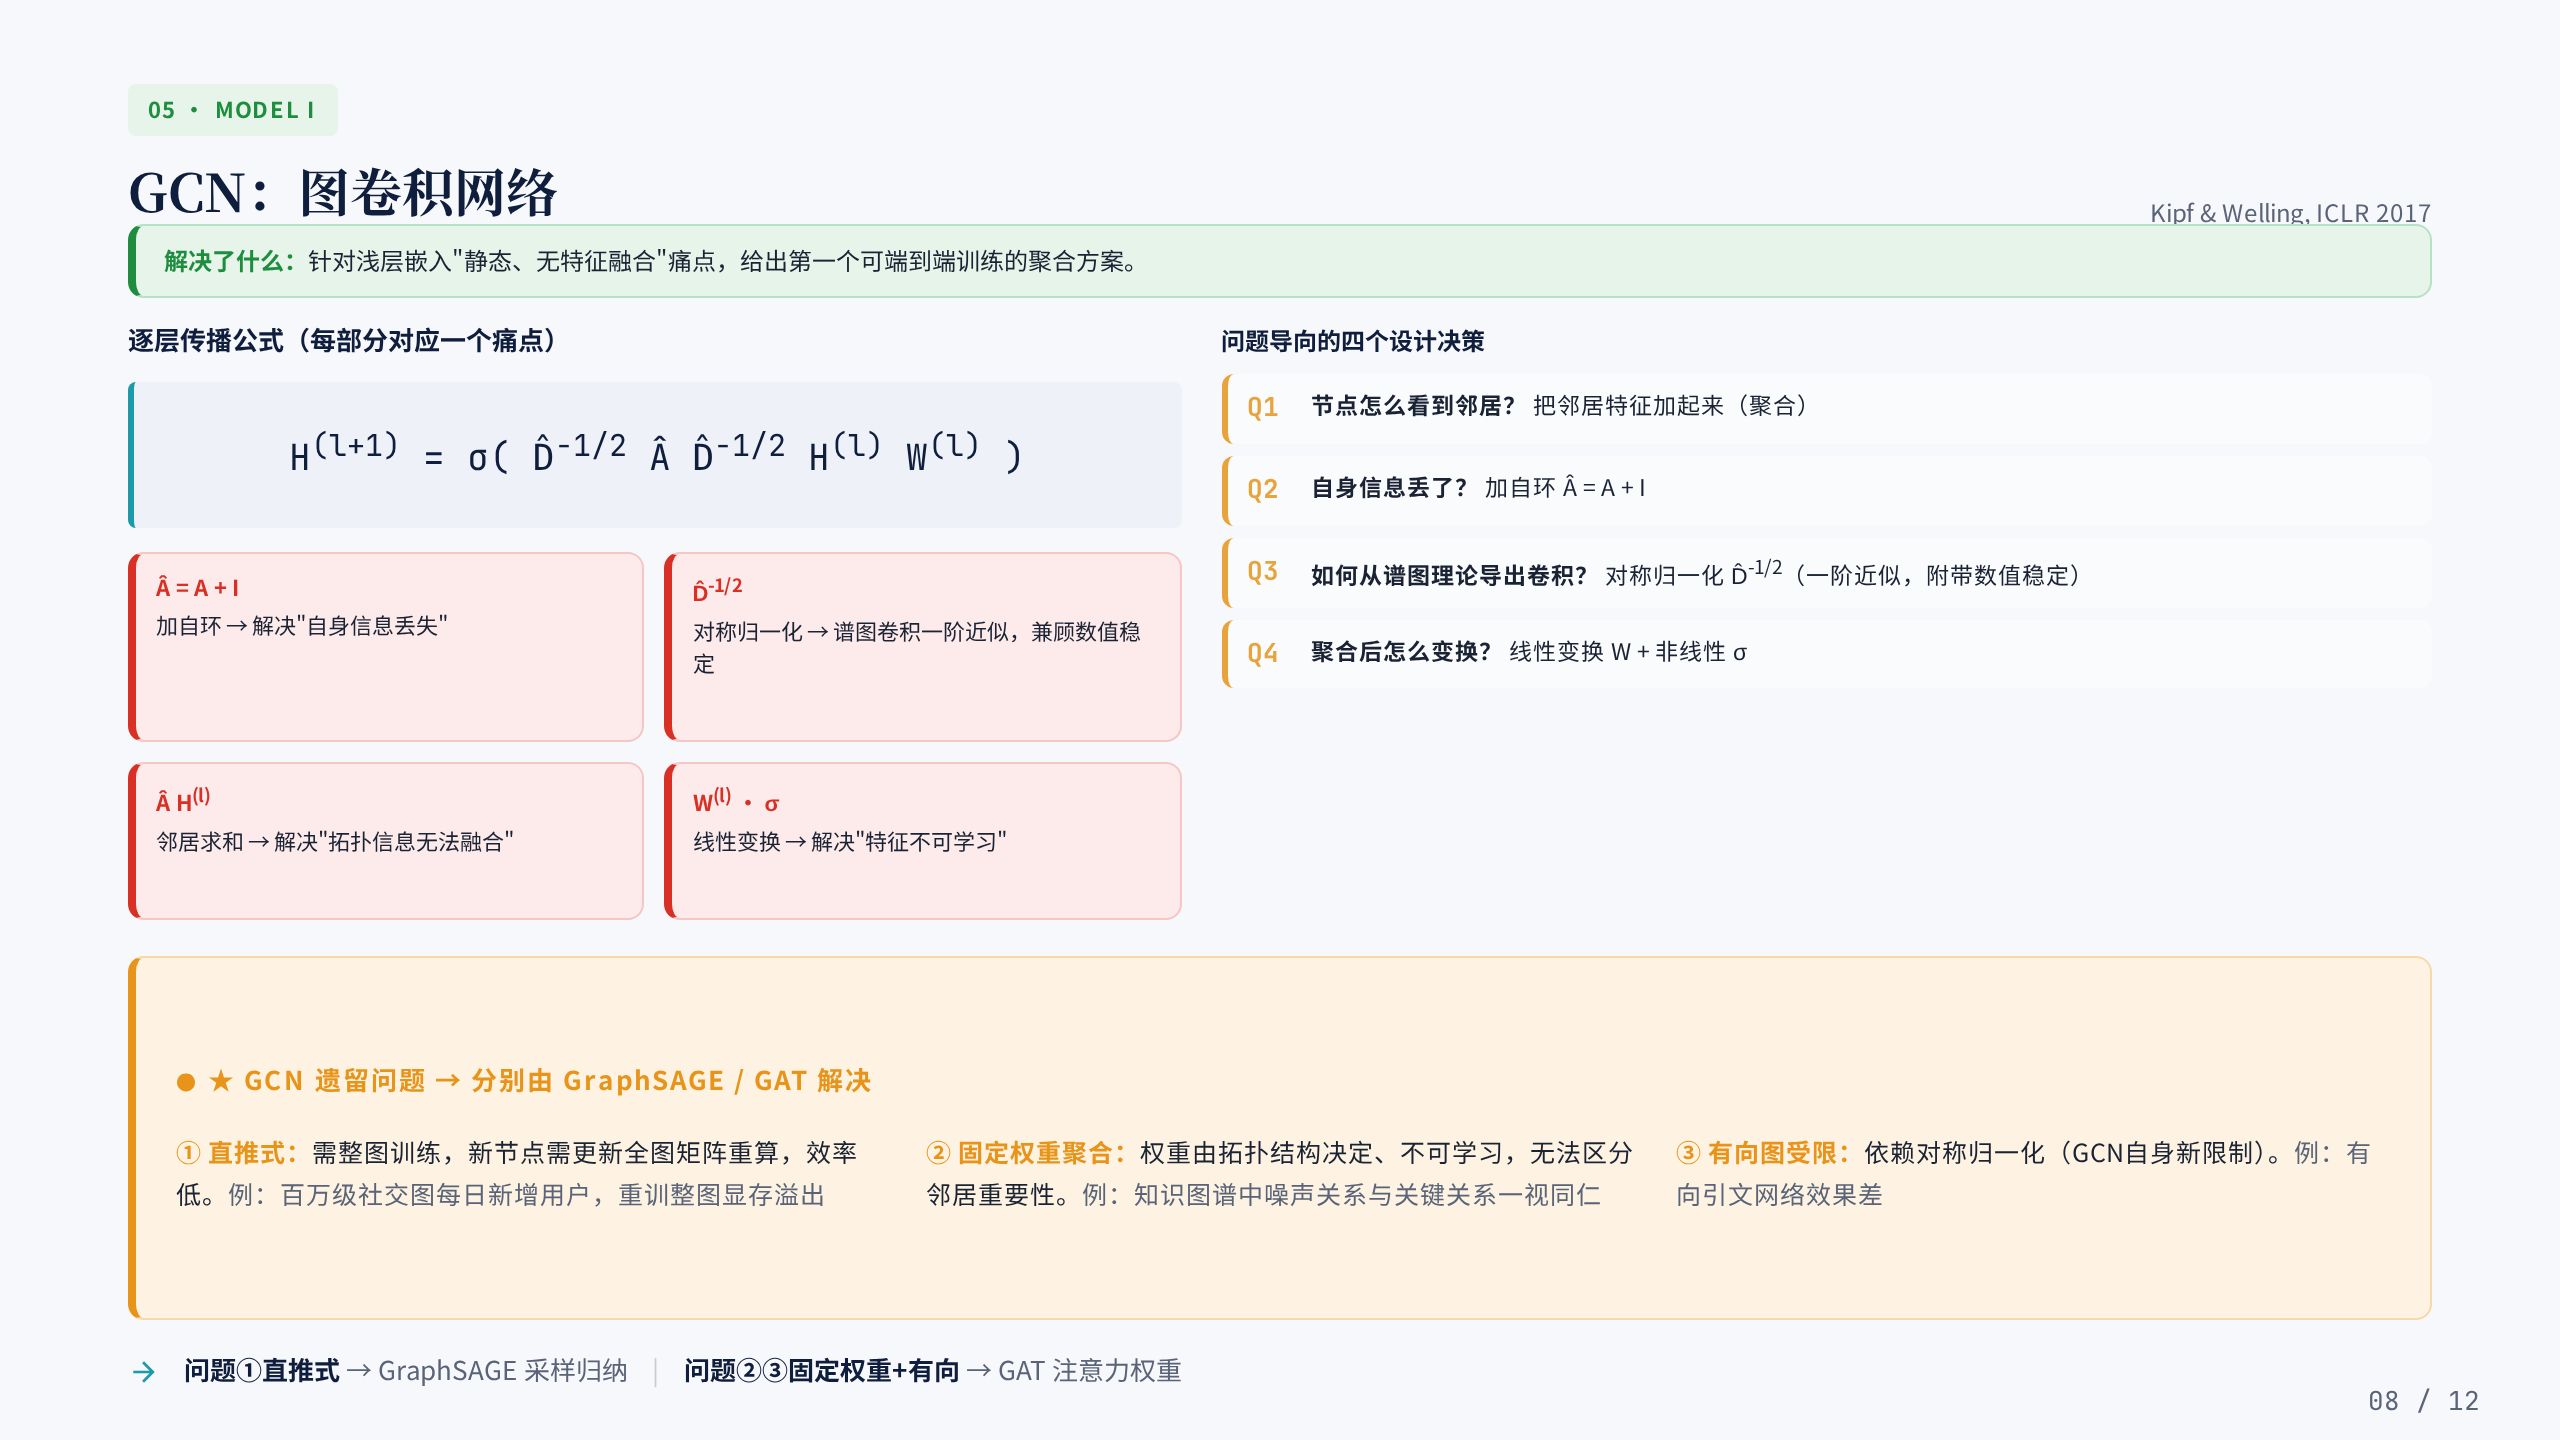 05 · MODEL I
GCN：图卷积网络
Kipf & Welling, ICLR 2017
解决了什么：针对浅层嵌入"静态、无特征融合"痛点，给出第一个可端到端训练的聚合方案。
逐层传播公式（每部分对应一个痛点）
H^(l+1) = σ( D̂^-1/2 Â D̂^-1/2 H^(l) W^(l) )
Â = A + I
加自环 → 解决"自身信息丢失"
D̂^-1/2
对称归一化 → 谱图卷积一阶近似，兼顾数值稳
定
Â H^(l)
邻居求和 → 解决"拓扑信息无法融合"
W^(l) · σ
线性变换 → 解决"特征不可学习"
问题导向的四个设计决策
Q1 节点怎么看到邻居？ 把邻居特征加起来（聚合）
Q2 自身信息丢了？ 加自环 Â = A + I
Q3 如何从谱图理论导出卷积？ 对称归一化 D̂^-1/2（一阶近似，附带数值稳定）
Q4 聚合后怎么变换？ 线性变换 W + 非线性 σ
● ★ GCN 遗留问题 → 分别由 GraphSAGE / GAT 解决
① 直推式：需整图训练，新节点需更新全图矩阵重算，效率
低。例：百万级社交图每日新增用户，重训整图显存溢出
② 固定权重聚合：权重由拓扑结构决定、不可学习，无法区分
邻居重要性。例：知识图谱中噪声关系与关键关系一视同仁
③ 有向图受限：依赖对称归一化（GCN自身新限制）。例：有
向引文网络效果差
→ 问题①直推式 → GraphSAGE 采样归纳 | 问题②③固定权重+有向 → GAT 注意力权重
08 / 12